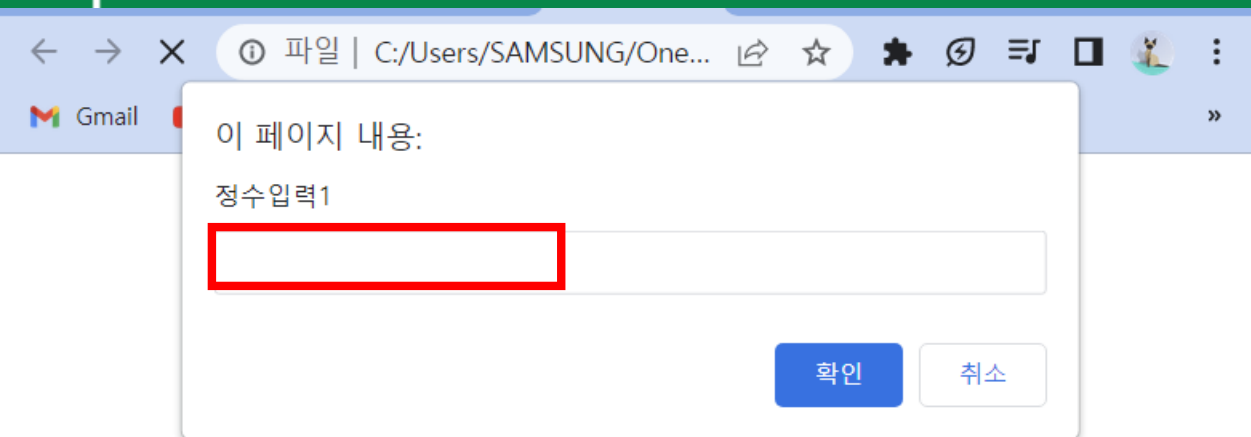 파일 | C:/Users/SAMSUNG/One...
Gmail
»
이 페이지 내용:
정수입력1
확인 취소